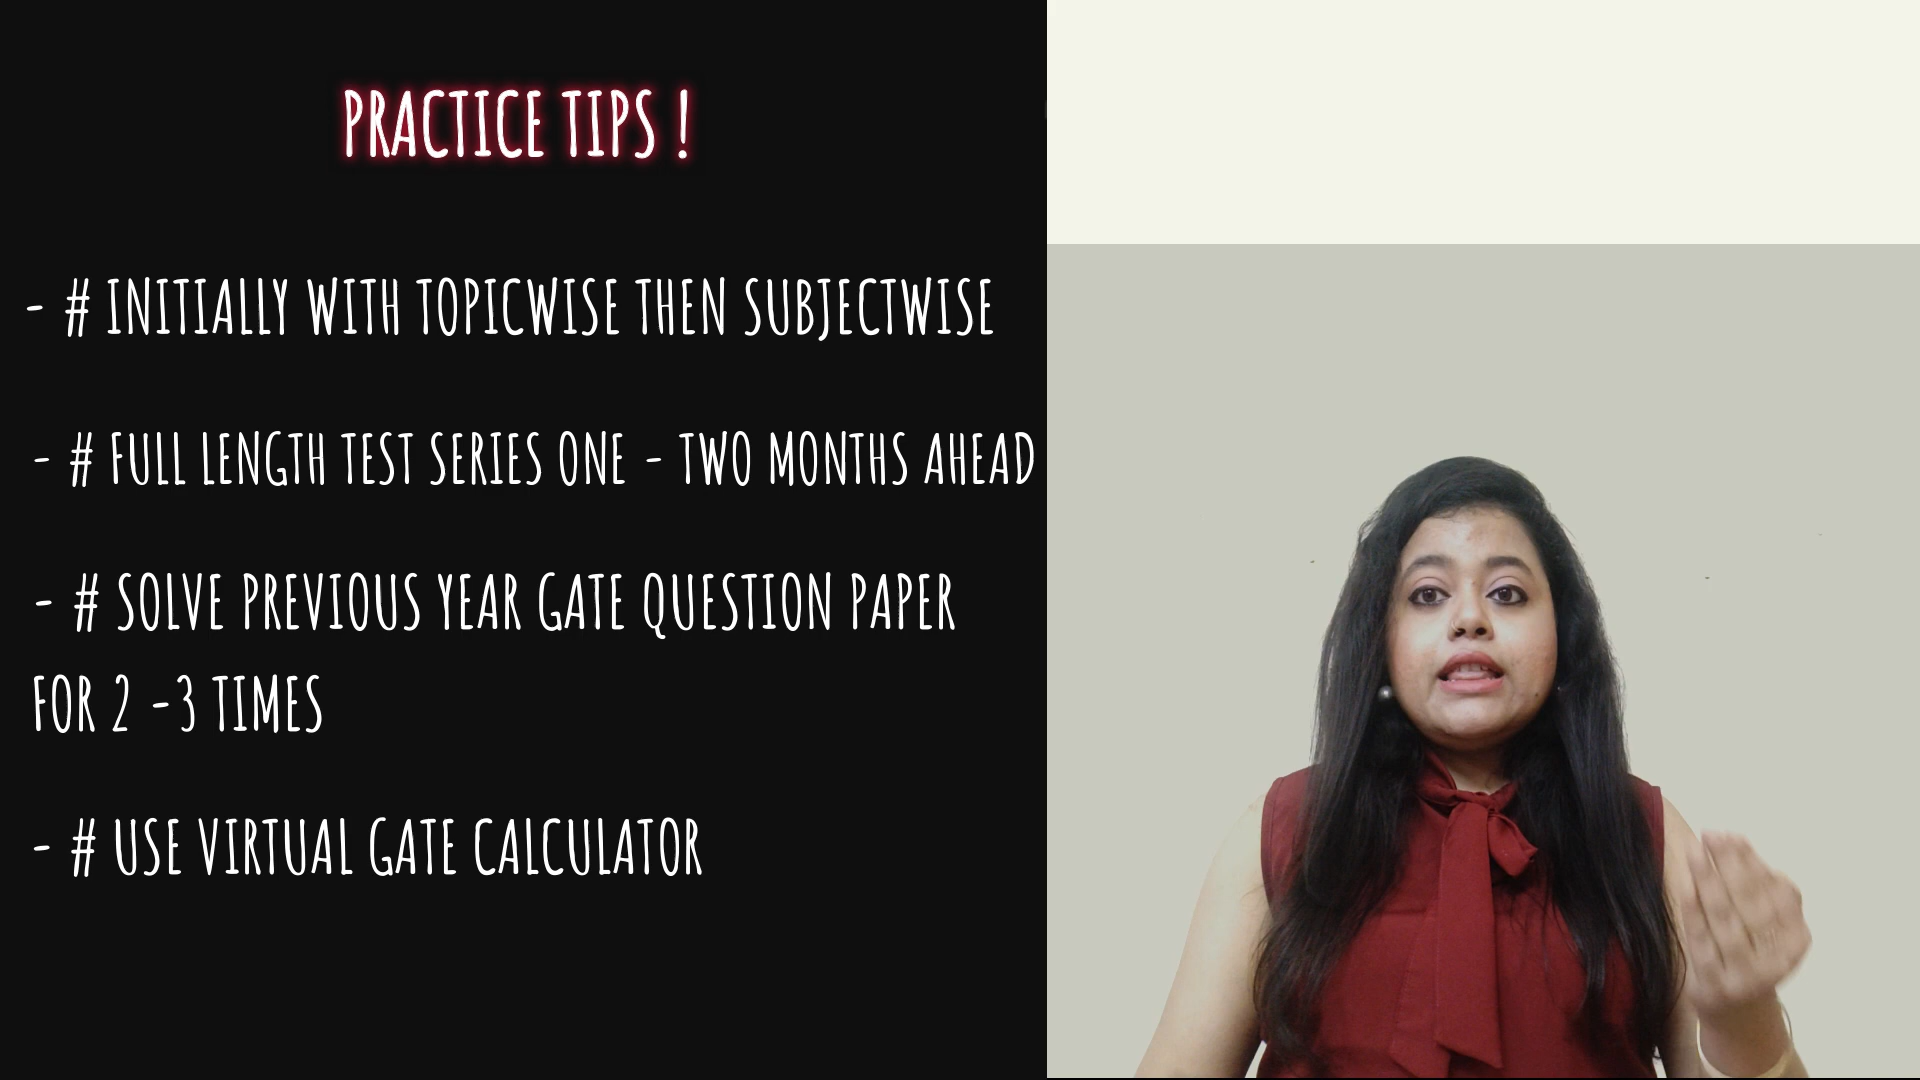 PRACTICE TIPS !
- # INITIALLY WITH TOPICWISE THEN SUBJECTWISE
- # FULL LENGTH TEST SERIES ONE - TWO MONTHS AHEAD
- # SOLVE PREVIOUS YEAR GATE QUESTION PAPER
FOR 2 -3 TIMES
- # USE VIRTUAL GATE CALCULATOR